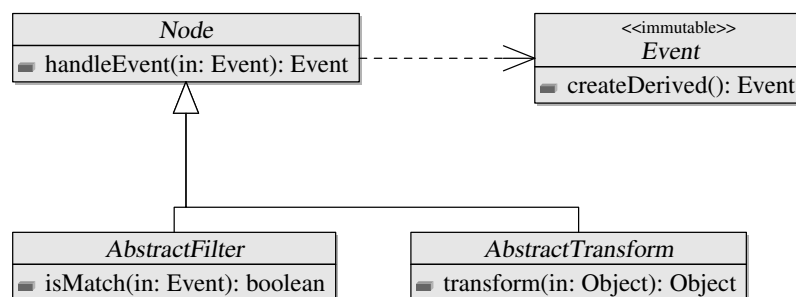 Node
handleEvent(in: Event): Event
<<immutable>>
Event
createDerived(): Event
AbstractFilter
isMatch(in: Event): boolean
AbstractTransform
transform(in: Object): Object